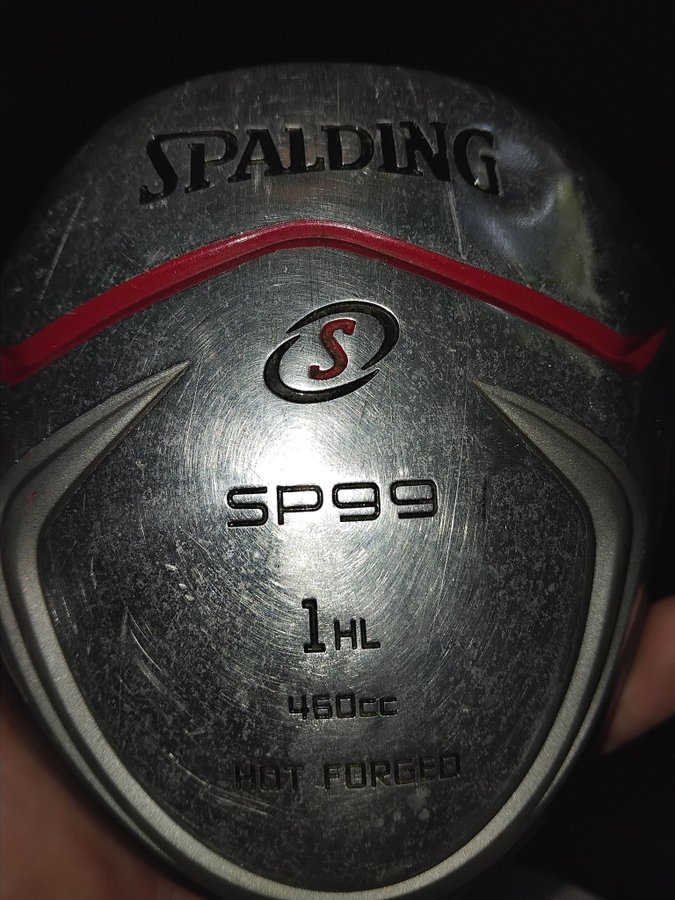 SPALDING
S
SP99
1HL
460cc
HOT FORGED